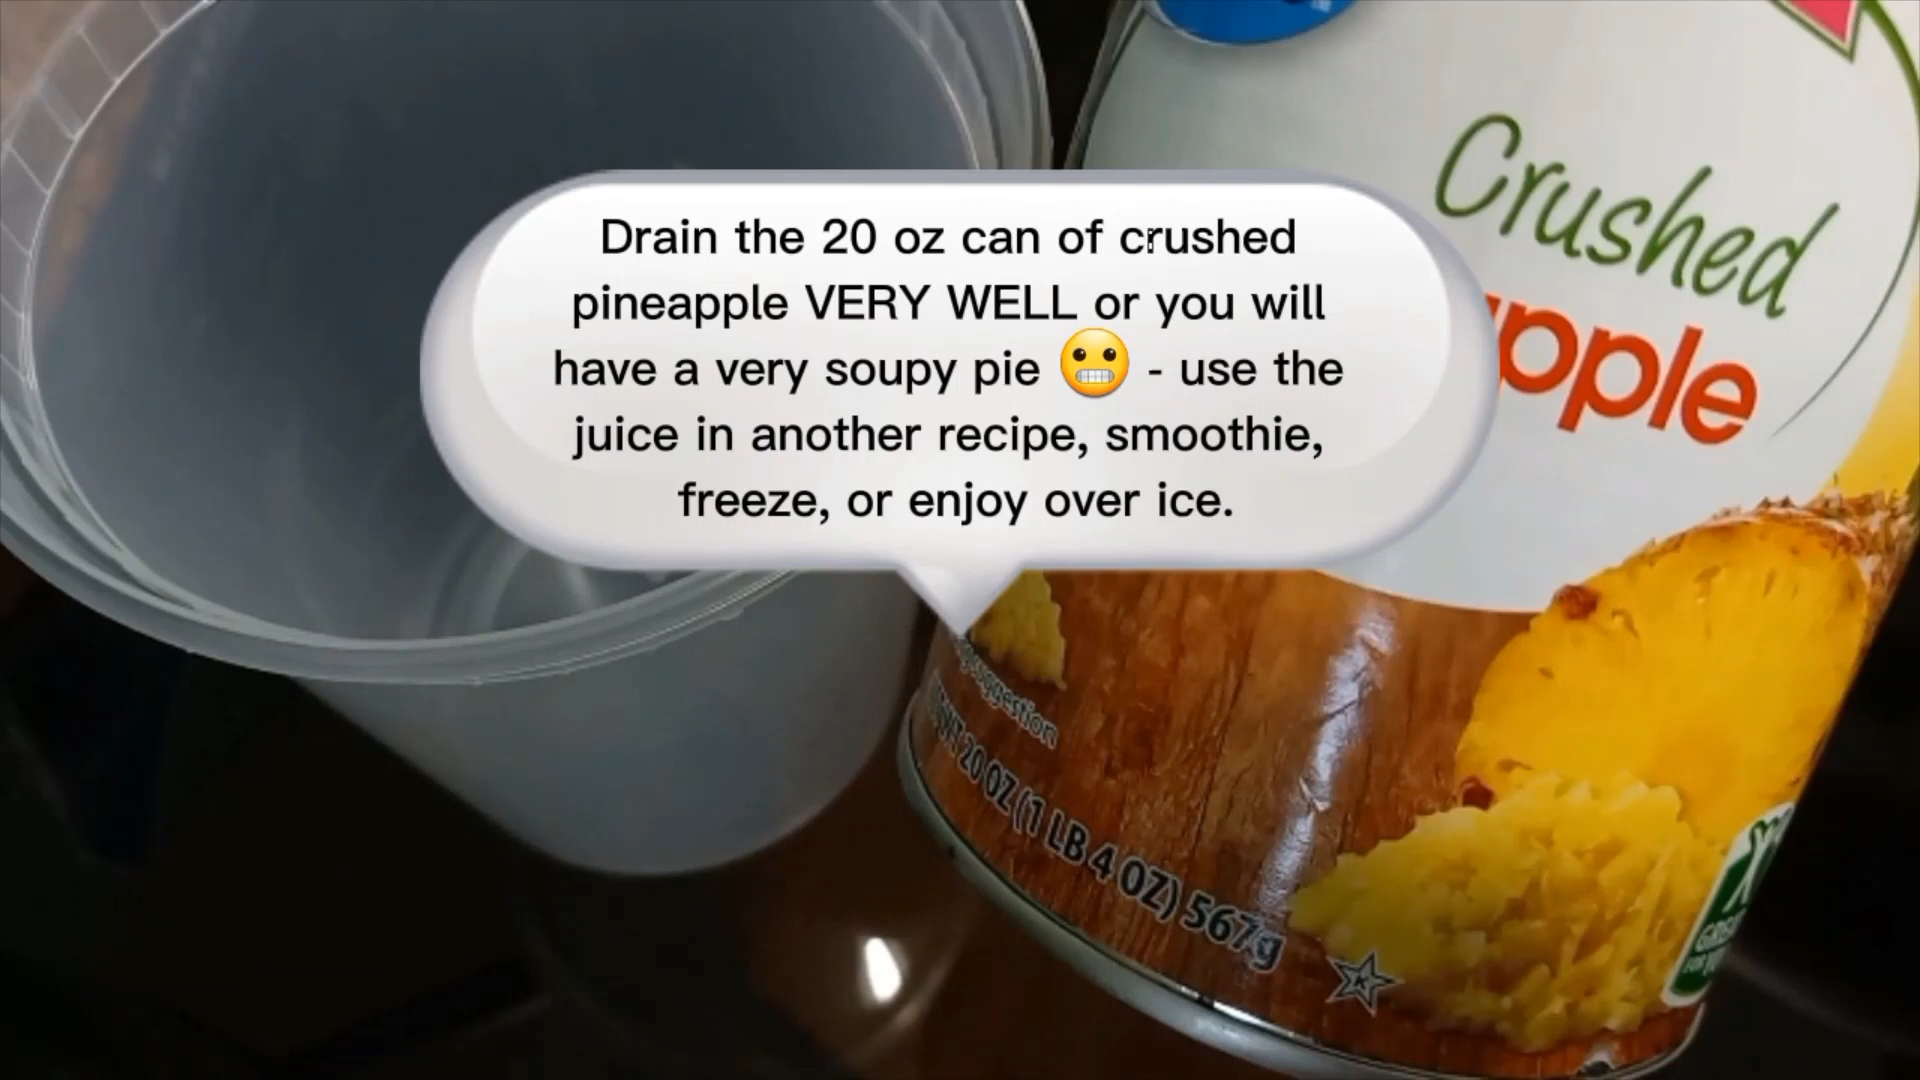 Drain the 20 oz can of crushed
pineapple VERY WELL or you will
have a very soupy pie 😬 - use the
juice in another recipe, smoothie,
freeze, or enjoy over ice.
Crushed
pple
suggestion
20 OZ (1 LB 4 OZ) 567g
K